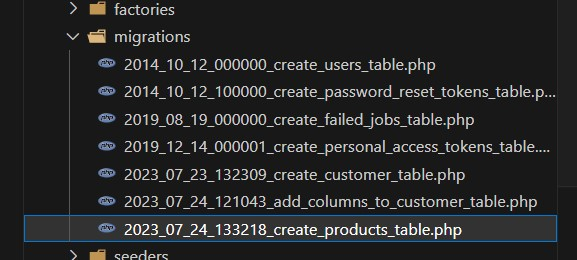 factories
migrations
2014_10_12_000000_create_users_table.php
2014_10_12_100000_create_password_reset_tokens_table.p...
2019_08_19_000000_create_failed_jobs_table.php
2019_12_14_000001_create_personal_access_tokens_table....
2023_07_23_132309_create_customer_table.php
2023_07_24_121043_add_columns_to_customer_table.php
2023_07_24_133218_create_products_table.php
seeders